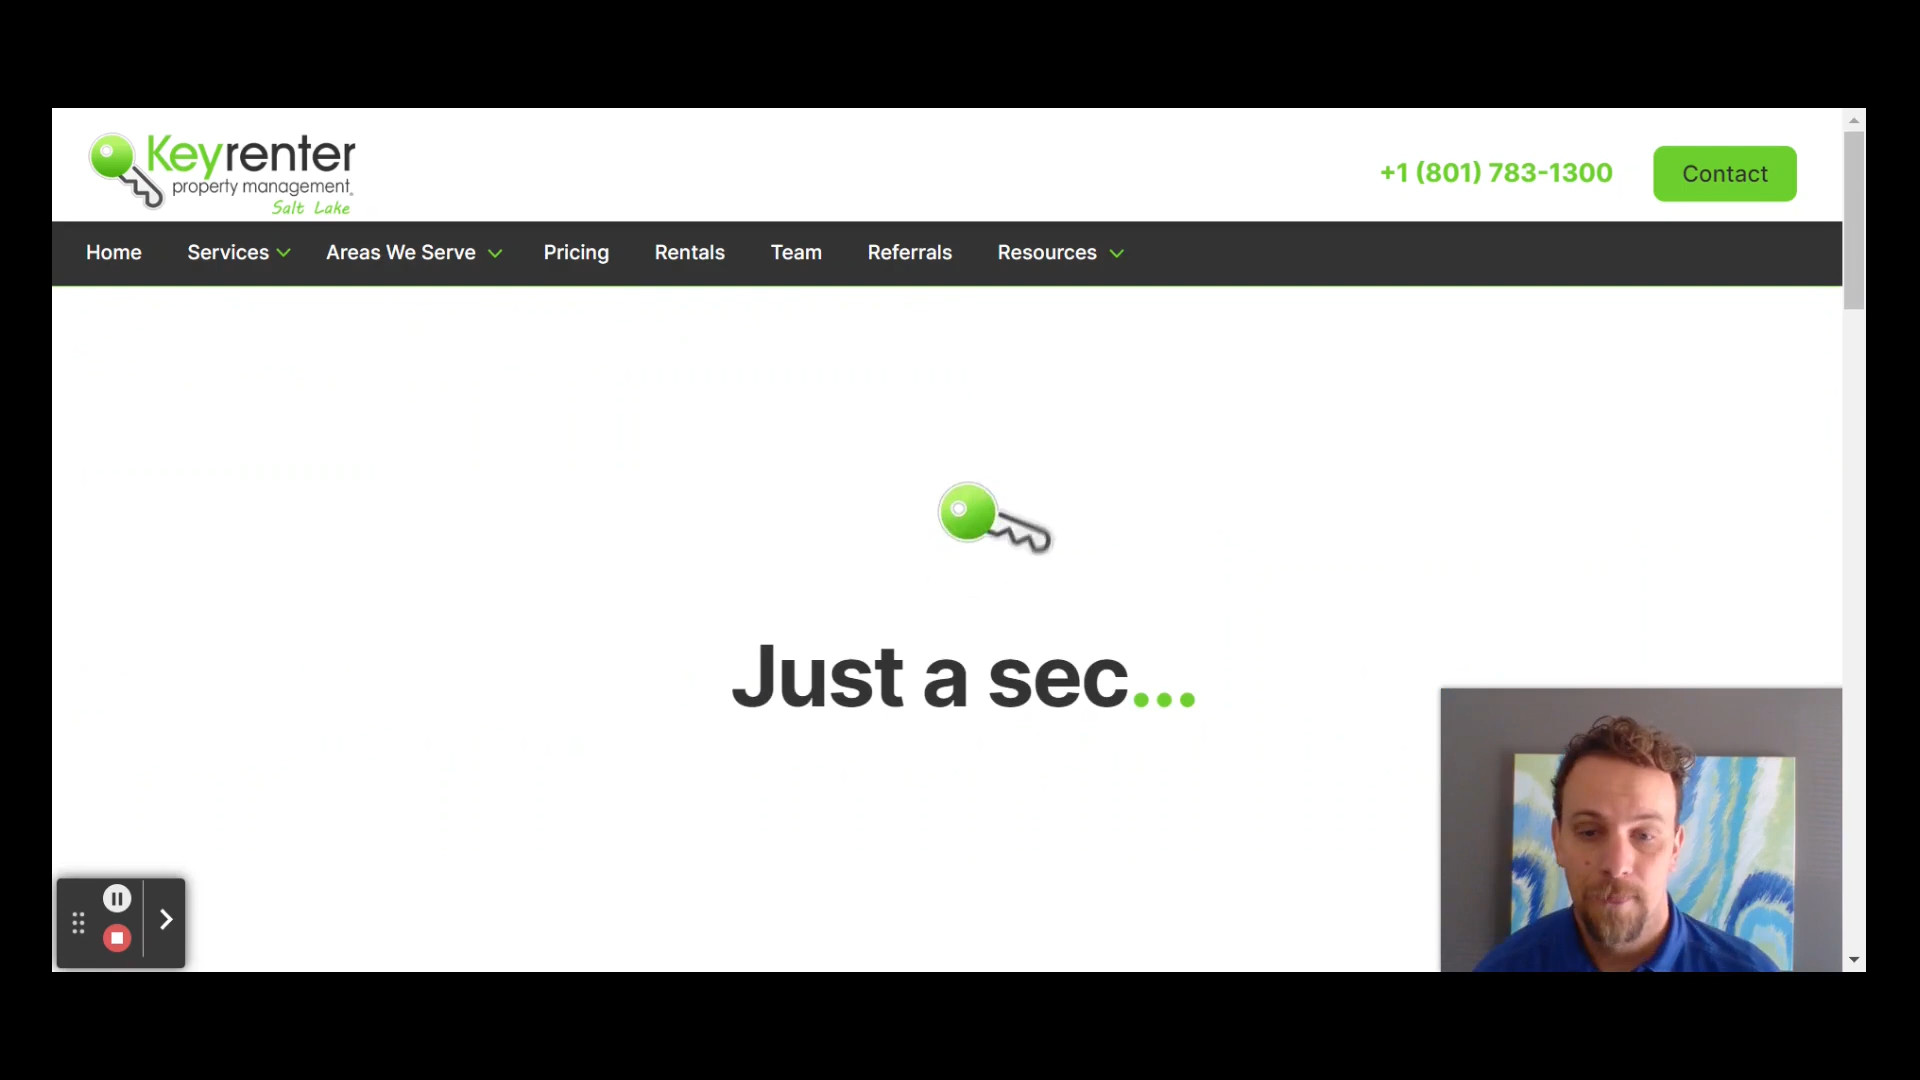 Keyrenter
property management.
Salt Lake
+1 (801) 783-1300
Contact
Home Services Areas We Serve Pricing Rentals Team Referrals Resources
Just a sec...